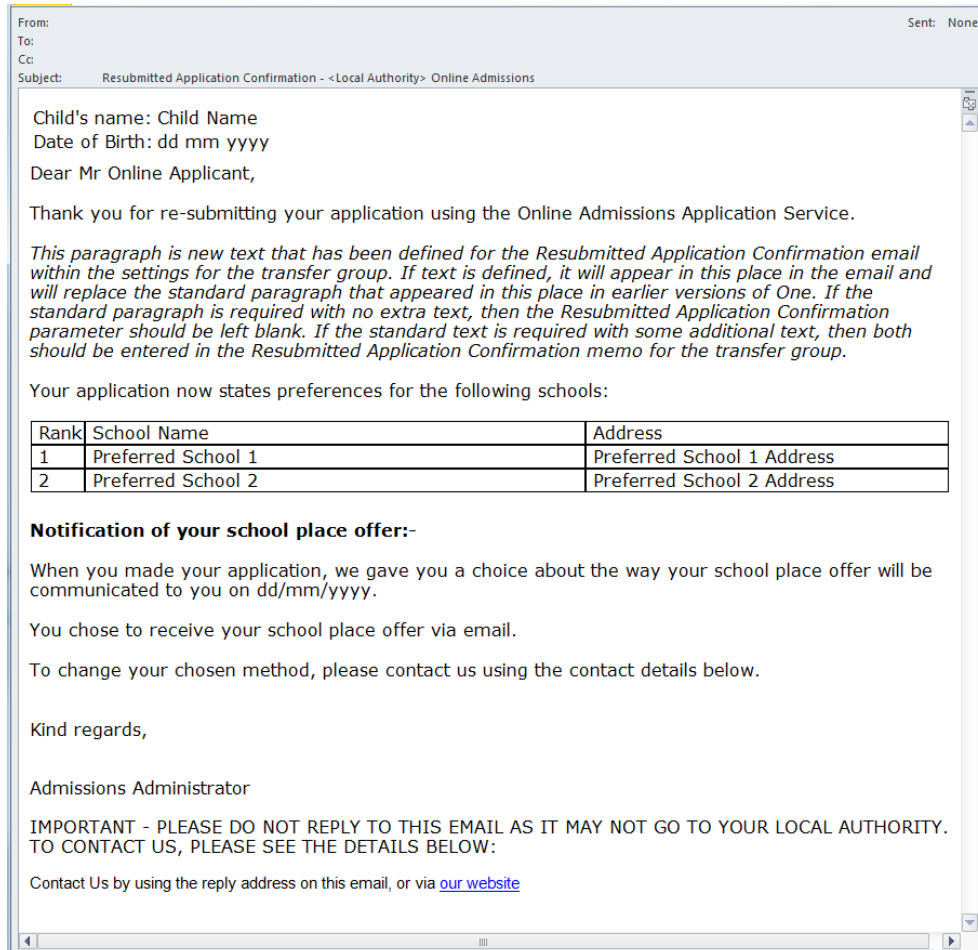 From: Sent: None
To:
Cc:
Subject: Resubmitted Application Confirmation - <Local Authority> Online Admissions
Child's name: Child Name
Date of Birth: dd mm yyyy
Dear Mr Online Applicant,
Thank you for re-submitting your application using the Online Admissions Application Service.
This paragraph is new text that has been defined for the Resubmitted Application Confirmation email
within the settings for the transfer group. If text is defined, it will appear in this place in the email and
will replace the standard paragraph that appeared in this place in earlier versions of One. If the
standard paragraph is required with no extra text, then the Resubmitted Application Confirmation
parameter should be left blank. If the standard text is required with some additional text, then both
should be entered in the Resubmitted Application Confirmation memo for the transfer group.
Your application now states preferences for the following schools:
Rank School Name Address
1 Preferred School 1 Preferred School 1 Address
2 Preferred School 2 Preferred School 2 Address
Notification of your school place offer:-
When you made your application, we gave you a choice about the way your school place offer will be
communicated to you on dd/mm/yyyy.
You chose to receive your school place offer via email.
To change your chosen method, please contact us using the contact details below.
Kind regards,
Admissions Administrator
IMPORTANT - PLEASE DO NOT REPLY TO THIS EMAIL AS IT MAY NOT GO TO YOUR LOCAL AUTHORITY.
TO CONTACT US, PLEASE SEE THE DETAILS BELOW:
Contact Us by using the reply address on this email, or via our website